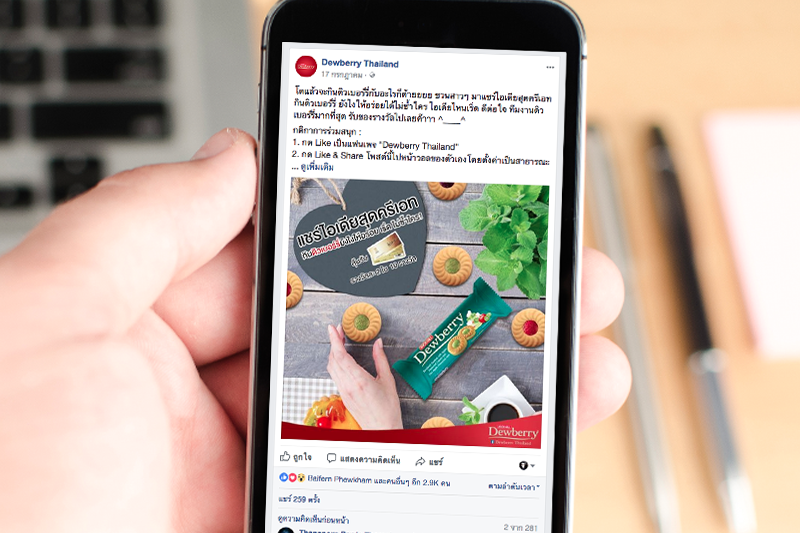 Dewberry Thailand
17 กรกฎาคม ·
โตแล้วจะกินดิวเบอร์รี่กับอะไรก็ด้ายยยย ชวนสาวๆ มาแชร์ไอเดียสุดครีเอท
กินดิวเบอร์รี่ ยังไงให้อร่อยได้ไม่ซ้ำใคร ไอเดียไหนเริ่ด ดีต่อใจ ทีมงานดิว
เบอร์รี่มากที่สุด รับของรางวัลไปเลยค้าาา ^____^
กติกาการร่วมสนุก :
1. กด Like เป็นแฟนเพจ "Dewberry Thailand"
2. กด Like & Share โพสต์นี้ไปหน้าวอลของตัวเอง โดยตั้งค่าเป็นสาธารณะ
... ดูเพิ่มเติม
แชร์ไอเดียสุดครีเอท
กินดิวเบอร์รี่ยังไงให้อร่อย เด็ด ไม่ซ้ำใคร!
ลุ้นรับ
Dewberry
Dewberry
Dewberry Thailand
ถูกใจ แสดงความคิดเห็น แชร์
Baifern Phewkham และคนอื่นๆ อีก 2.9K คน
ตามลำดับเวลา
แชร์ 259 ครั้ง
ดูความคิดเห็นก่อนหน้า
2 จาก 281